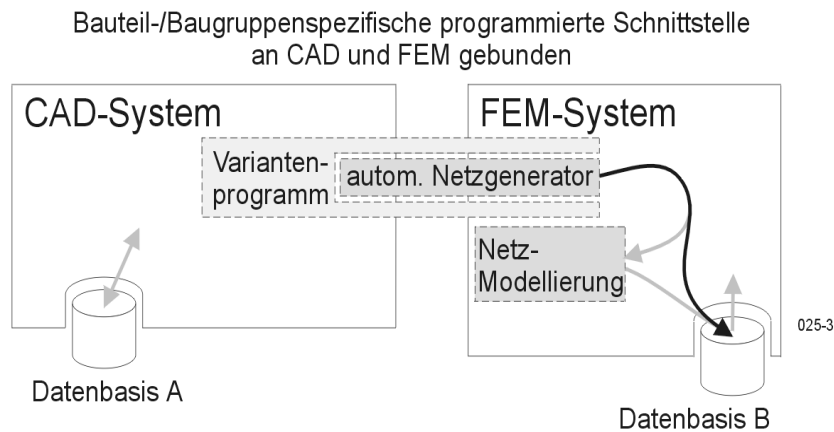 Bauteil-/Baugruppenspezifische programmierte Schnittstelle
an CAD und FEM gebunden
CAD-System
FEM-System
Varianten-
programm
autom. Netzgenerator
Netz-
Modellierung
025-3
Datenbasis A
Datenbasis B